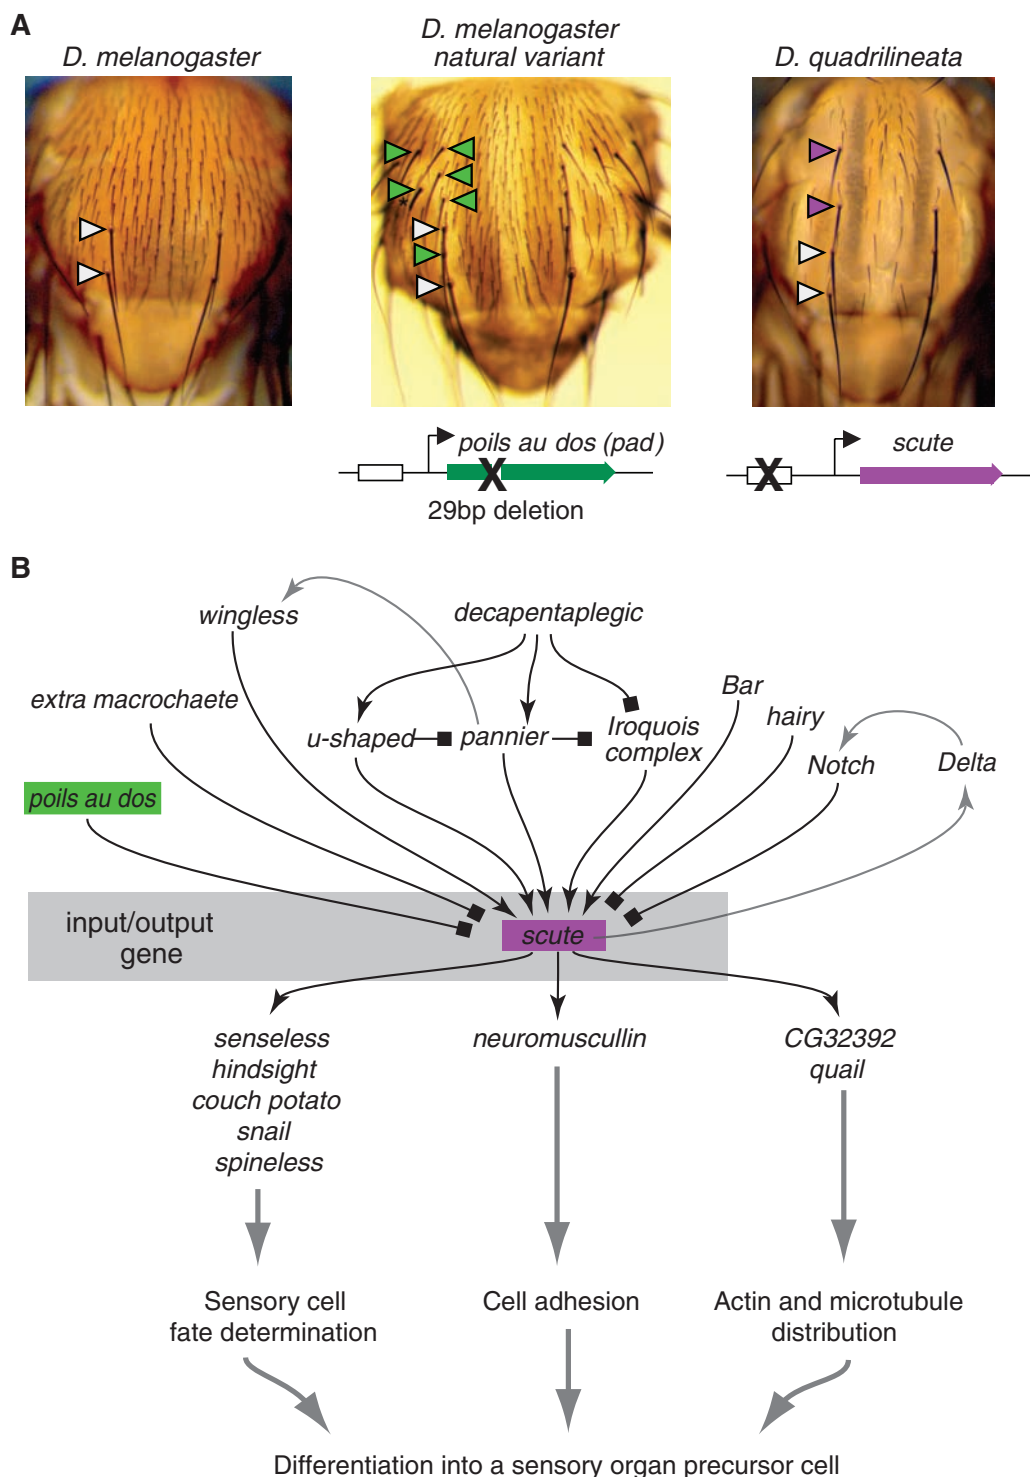 A
D. melanogaster
D. melanogaster
natural variant
D. quadrilineata
*
poils au dos (pad)
X
29bp deletion
scute
X
B
wingless
decapentaplegic
extra macrochaete
u-shaped
pannier
Iroquois
complex
Bar
hairy
Notch
Delta
poils au dos
input/output
gene
scute
senseless
hindsight
couch potato
snail
spineless
neuromuscullin
CG32392
quail
Sensory cell
fate determination
Cell adhesion
Actin and microtubule
distribution
Differentiation into a sensory organ precursor cell